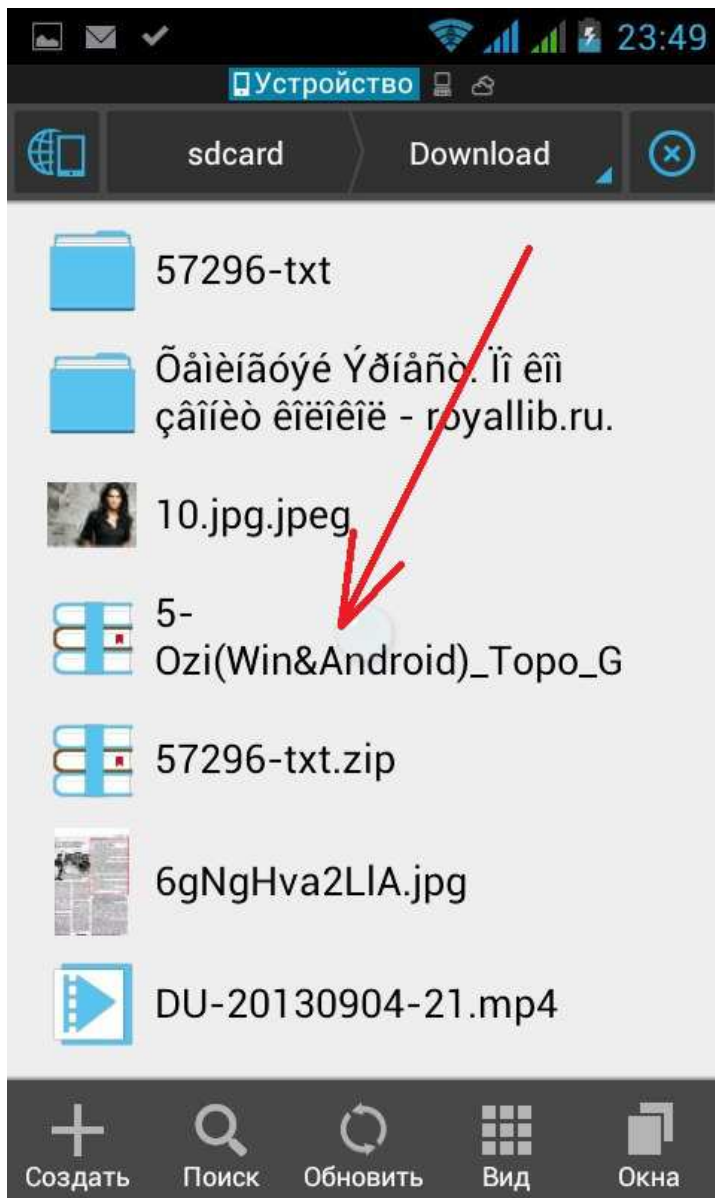 23:49
Устройство
sdcard Download
57296-txt
Õåìèíãóýé Ýðíåñò. Ïî êîì
çâîíèò êîëîêîë - royallib.ru.
10.jpg.jpeg
5-
Ozi(Win&Android)_Topo_G
57296-txt.zip
6gNgHva2LlA.jpg
DU-20130904-21.mp4
Создать Поиск Обновить Вид Окна